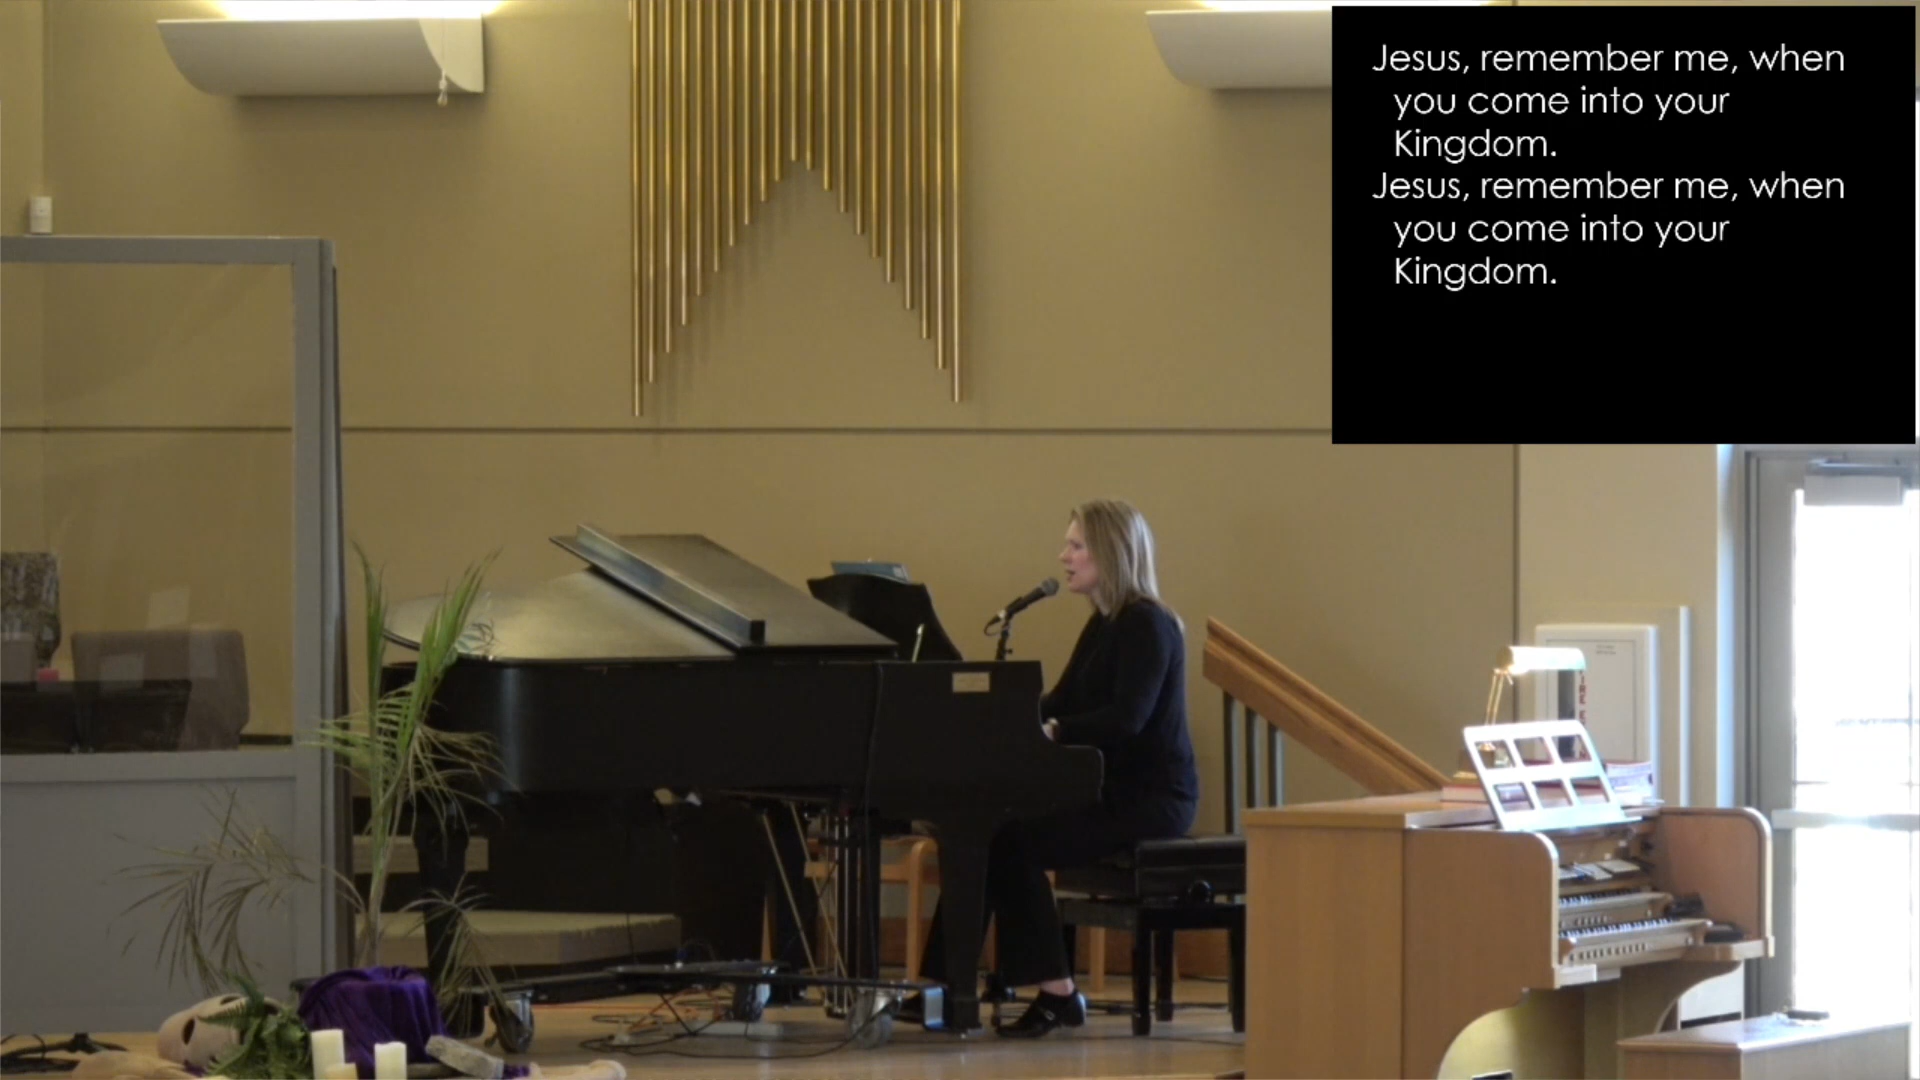 Jesus, remember me, when
you come into your
Kingdom.
Jesus, remember me, when
you come into your
Kingdom.